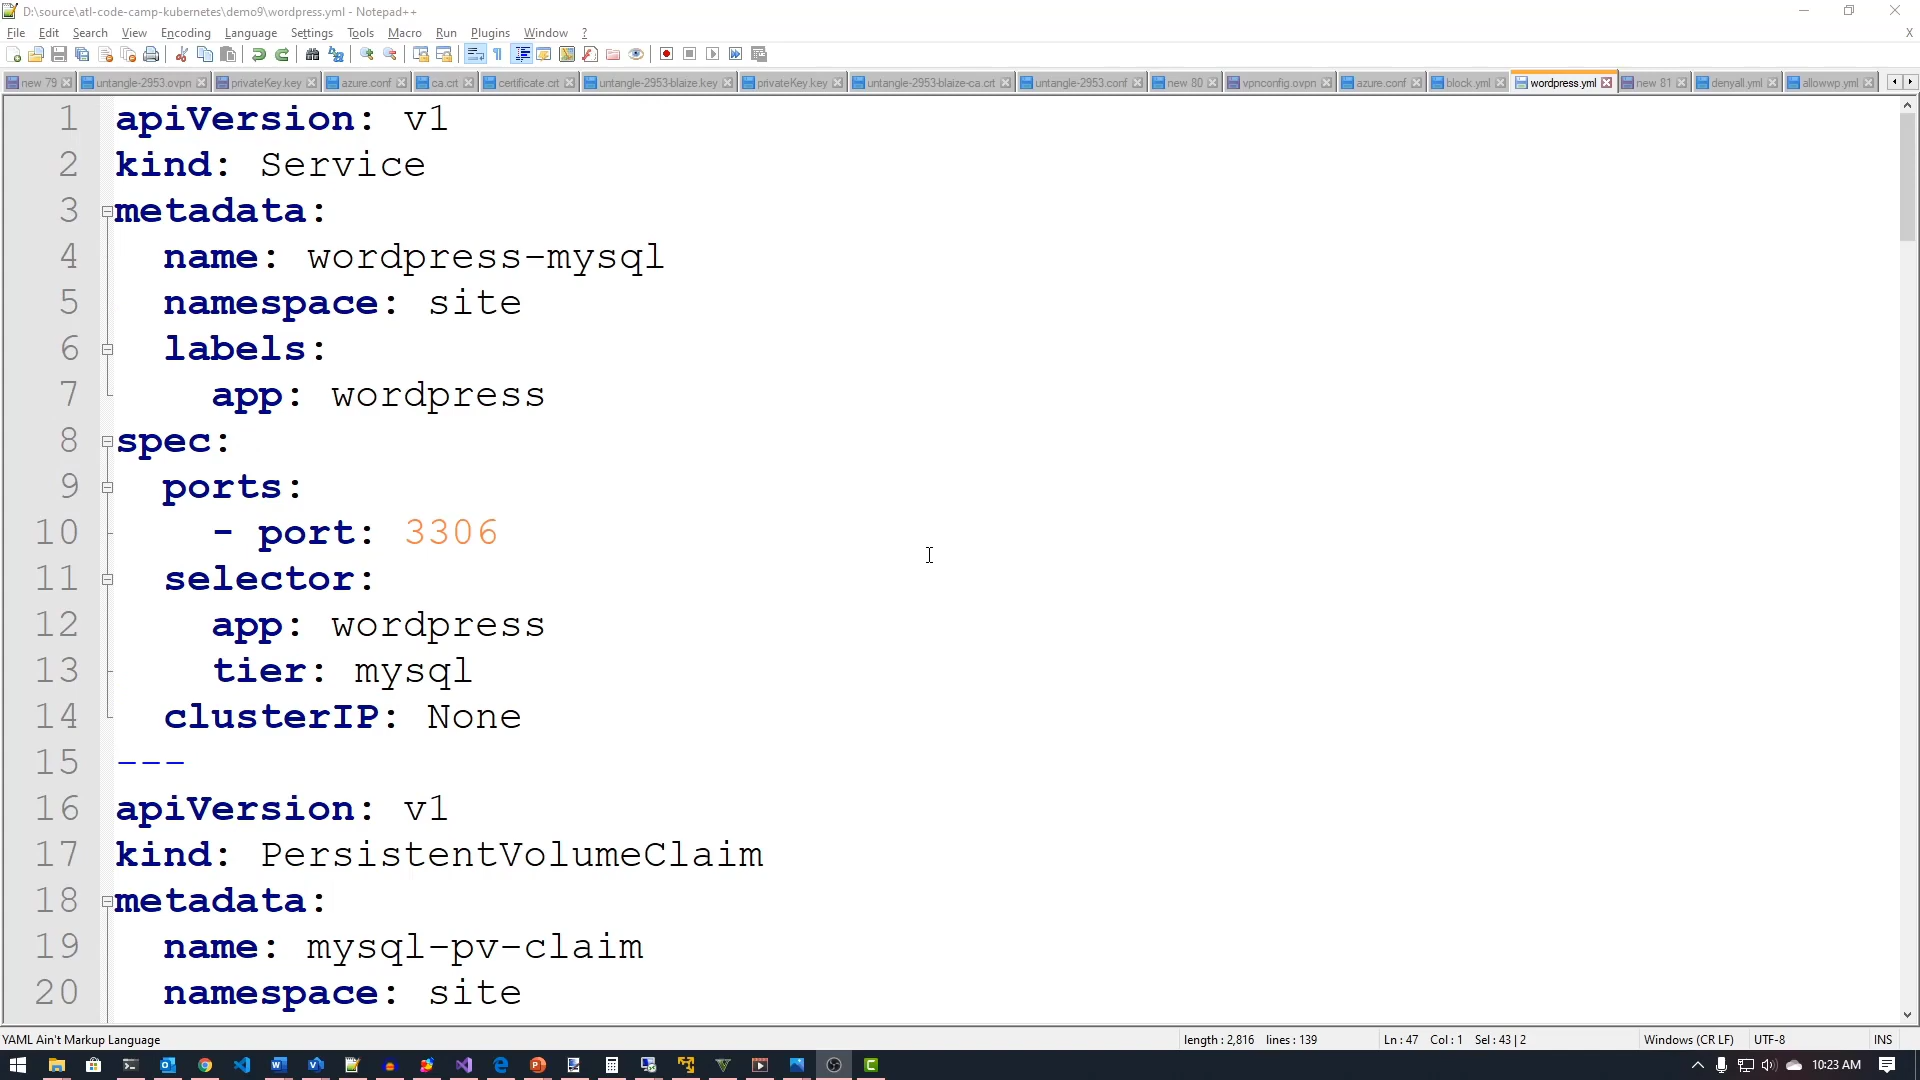 D:\source\atl-code-camp-kubernetes\demo9\wordpress.yml - Notepad++
File Edit Search View Encoding Language Settings Tools Macro Run Plugins Window ? X
new 79 untangle-2953.ovpn privateKey.key azure.conf ca.crt certificate.crt untangle-2953-blaize.key privateKey.key untangle-2953-blaize-ca.crt untangle-2953.conf new 80 vpnconfig.ovpn azure.conf block.yml wordpress.yml new 81 denyall.yml allowwp.yml
1 apiVersion: v1
2 kind: Service
3 metadata:
4 name: wordpress-mysql
5 namespace: site
6 labels:
7 app: wordpress
8 spec:
9 ports:
10 - port: 3306
11 selector:
12 app: wordpress
13 tier: mysql
14 clusterIP: None
15 ---
16 apiVersion: v1
17 kind: PersistentVolumeClaim
18 metadata:
19 name: mysql-pv-claim
20 namespace: site
YAML Ain't Markup Language length : 2,816 lines : 139 Ln : 47 Col : 1 Sel : 43 | 2 Windows (CR LF) UTF-8 INS
10:23 AM